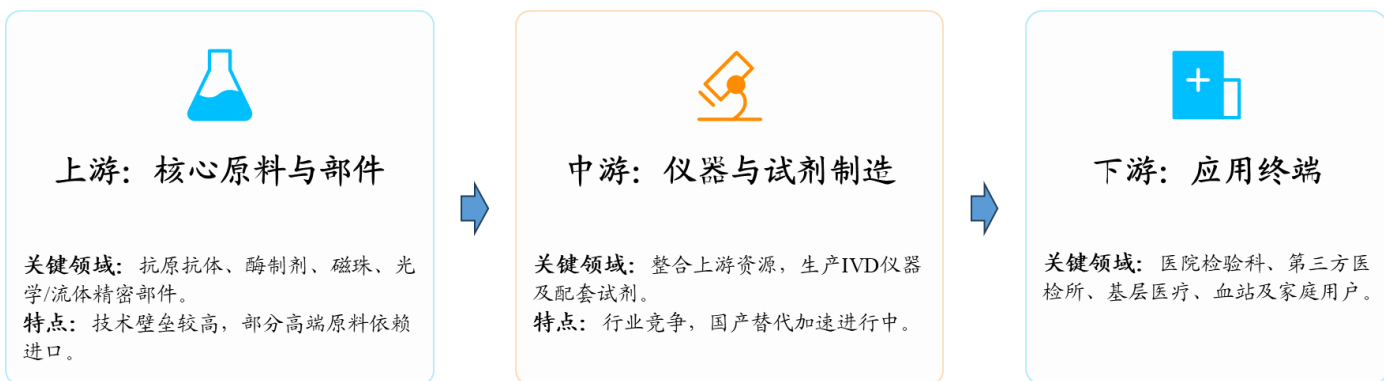 上游：核心原料与部件
关键领域：抗原抗体、酶制剂、磁珠、光
学/流体精密部件。
特点：技术壁垒较高，部分高端原料依赖
进口。
中游：仪器与试剂制造
关键领域：整合上游资源，生产IVD仪器
及配套试剂。
特点：行业竞争，国产替代加速进行中。
下游：应用终端
关键领域：医院检验科、第三方医
检所、基层医疗、血站及家庭用户。